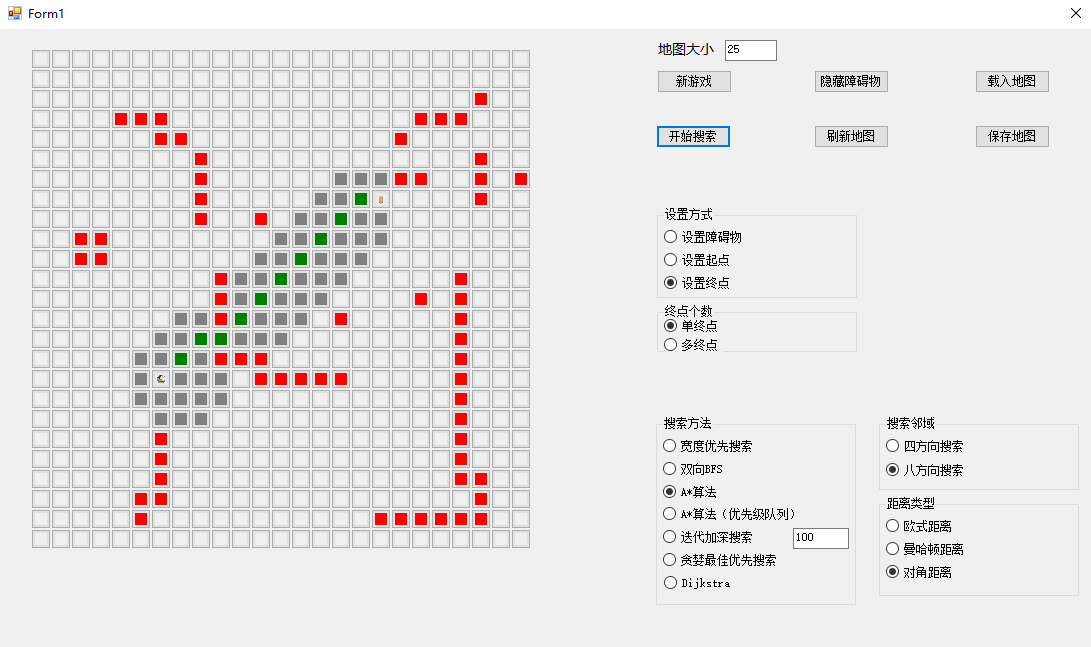 Form1
地图大小 25
新游戏 隐藏障碍物 载入地图
开始搜索 刷新地图 保存地图
设置方式
设置障碍物
设置起点
设置终点
终点个数
单终点
多终点
搜索方法
宽度优先搜索
双向BFS
A*算法
A*算法（优先级队列）
迭代加深搜索 100
贪婪最佳优先搜索
Dijkstra
搜索邻域
四方向搜索
八方向搜索
距离类型
欧式距离
曼哈顿距离
对角距离